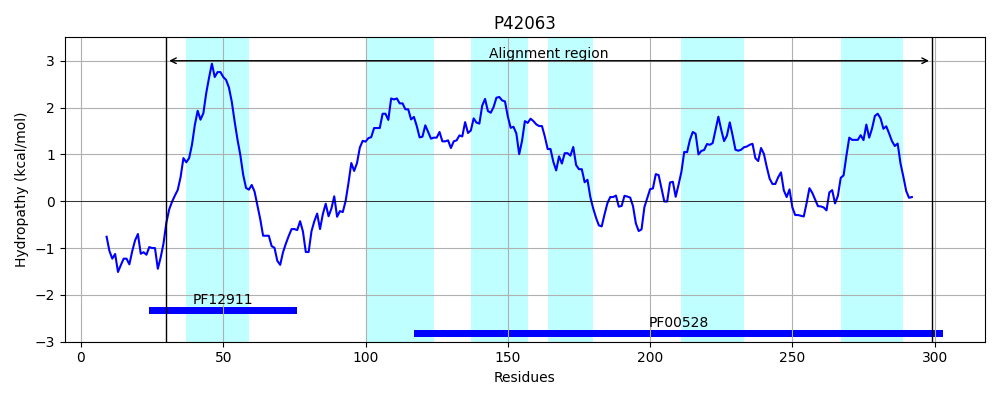 P42063
Alignment region
Hydropathy (kcal/mol)
3
2
1
0
−1
−2
−3
PF12911
PF00528
0 50 100 150 200 250 300
Residues